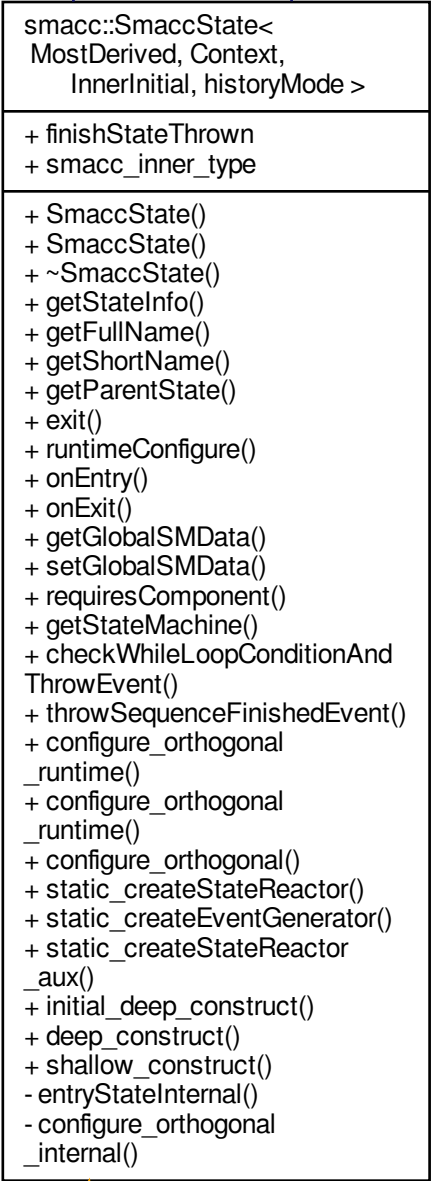 smacc::SmaccState<
MostDerived, Context,
InnerInitial, historyMode >
+ finishStateThrown
+ smacc_inner_type
+ SmaccState()
+ SmaccState()
+ ~SmaccState()
+ getStateInfo()
+ getFullName()
+ getShortName()
+ getParentState()
+ exit()
+ runtimeConfigure()
+ onEntry()
+ onExit()
+ getGlobalSMData()
+ setGlobalSMData()
+ requiresComponent()
+ getStateMachine()
+ checkWhileLoopConditionAnd
ThrowEvent()
+ throwSequenceFinishedEvent()
+ configure_orthogonal
_runtime()
+ configure_orthogonal
_runtime()
+ configure_orthogonal()
+ static_createStateReactor()
+ static_createEventGenerator()
+ static_createStateReactor
_aux()
+ initial_deep_construct()
+ deep_construct()
+ shallow_construct()
- entryStateInternal()
- configure_orthogonal
_internal()